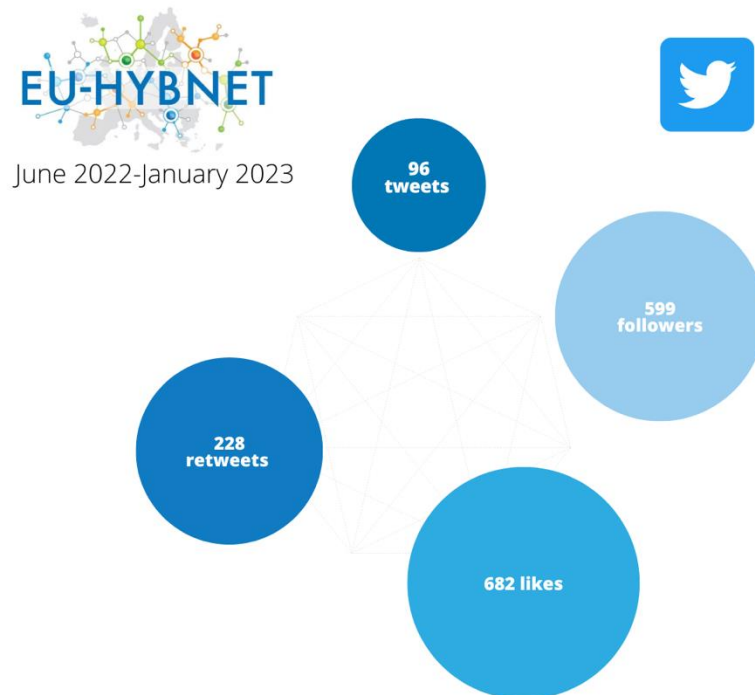 EU-HYBNET
June 2022-January 2023
96
tweets
599
followers
228
retweets
682 likes